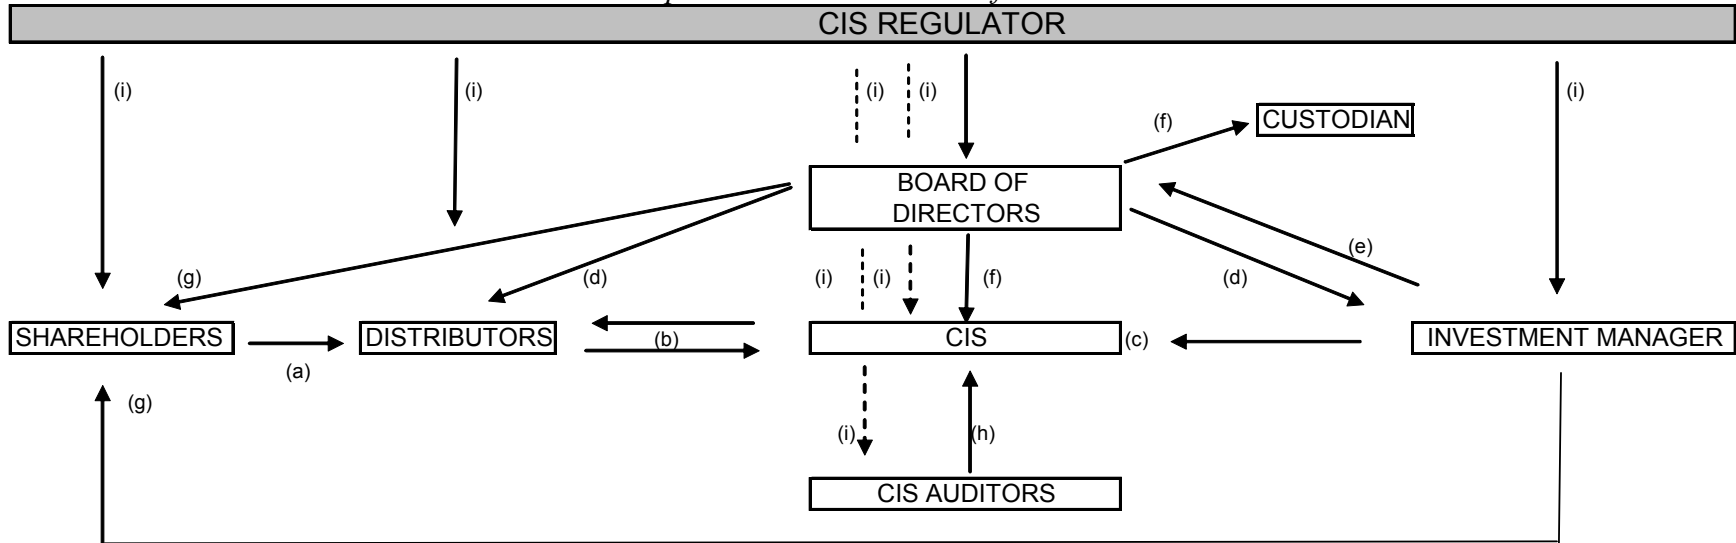 CIS REGULATOR
(i)
(i)
(i)
(i)
(i)
(f)
CUSTODIAN
BOARD OF
DIRECTORS
(e)
(g)
(d)
(i)
(i)
(f)
(d)
SHAREHOLDERS
DISTRIBUTORS
(b)
CIS
(c)
INVESTMENT MANAGER
(a)
(g)
(i)
(h)
CIS AUDITORS